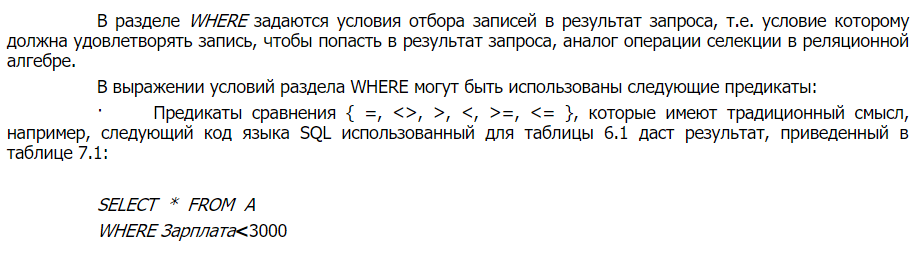 В разделе WHERE задаются условия отбора записей в результат запроса, т.е. условие которому
должна удовлетворять запись, чтобы попасть в результат запроса, аналог операции селекции в реляционной
алгебре.
В выражении условий раздела WHERE могут быть использованы следующие предикаты:
· Предикаты сравнения { =, <>, >, <, >=, <= }, которые имеют традиционный смысл,
например, следующий код языка SQL использованный для таблицы 6.1 даст результат, приведенный в
таблице 7.1:
SELECT * FROM A
WHERE Зарплата<3000